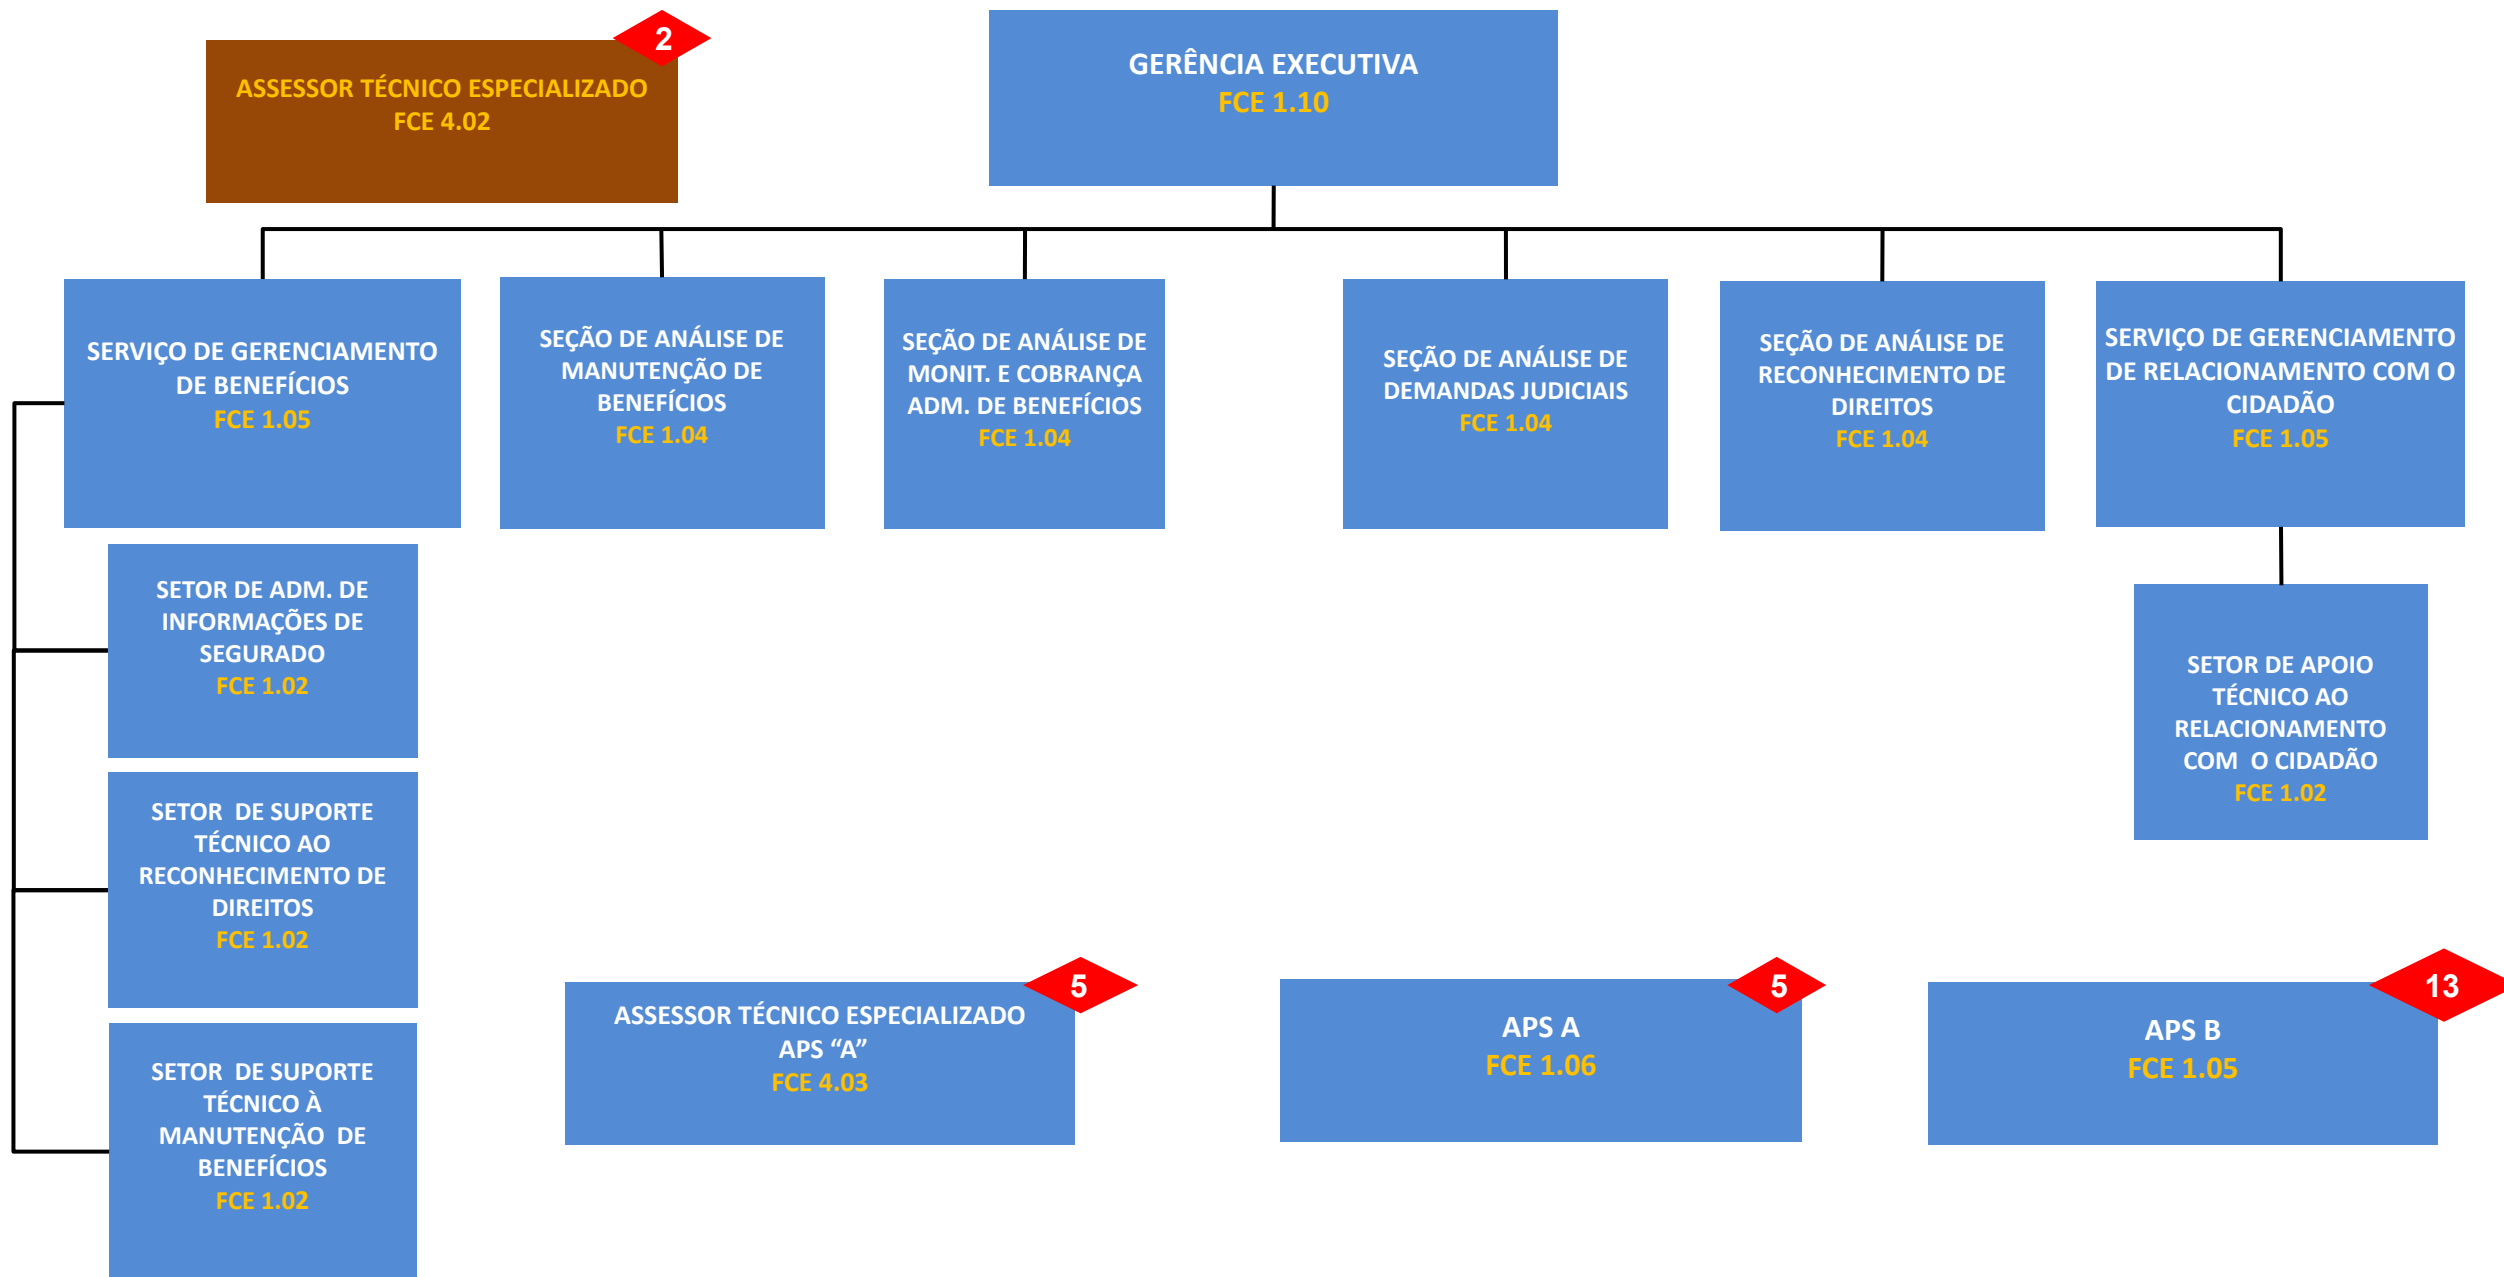 2
ASSESSOR TÉCNICO ESPECIALIZADO
FCE 4.02
GERÊNCIA EXECUTIVA
FCE 1.10
SERVIÇO DE GERENCIAMENTO
DE BENEFÍCIOS
FCE 1.05
SEÇÃO DE ANÁLISE DE
MANUTENÇÃO DE
BENEFÍCIOS
FCE 1.04
SEÇÃO DE ANÁLISE DE
MONIT. E COBRANÇA
ADM. DE BENEFÍCIOS
FCE 1.04
SEÇÃO DE ANÁLISE DE
DEMANDAS JUDICIAIS
FCE 1.04
SEÇÃO DE ANÁLISE DE
RECONHECIMENTO DE
DIREITOS
FCE 1.04
SERVIÇO DE GERENCIAMENTO
DE RELACIONAMENTO COM O
CIDADÃO
FCE 1.05
SETOR DE ADM. DE
INFORMAÇÕES DE
SEGURADO
FCE 1.02
SETOR DE APOIO
TÉCNICO AO
RELACIONAMENTO
COM  O CIDADÃO
FCE 1.02
SETOR  DE SUPORTE
TÉCNICO AO
RECONHECIMENTO DE
DIREITOS
FCE 1.02
SETOR  DE SUPORTE
TÉCNICO À
MANUTENÇÃO  DE
BENEFÍCIOS
FCE 1.02
5
ASSESSOR TÉCNICO ESPECIALIZADO
APS “A”
FCE 4.03
5
APS A
FCE 1.06
13
APS B
FCE 1.05